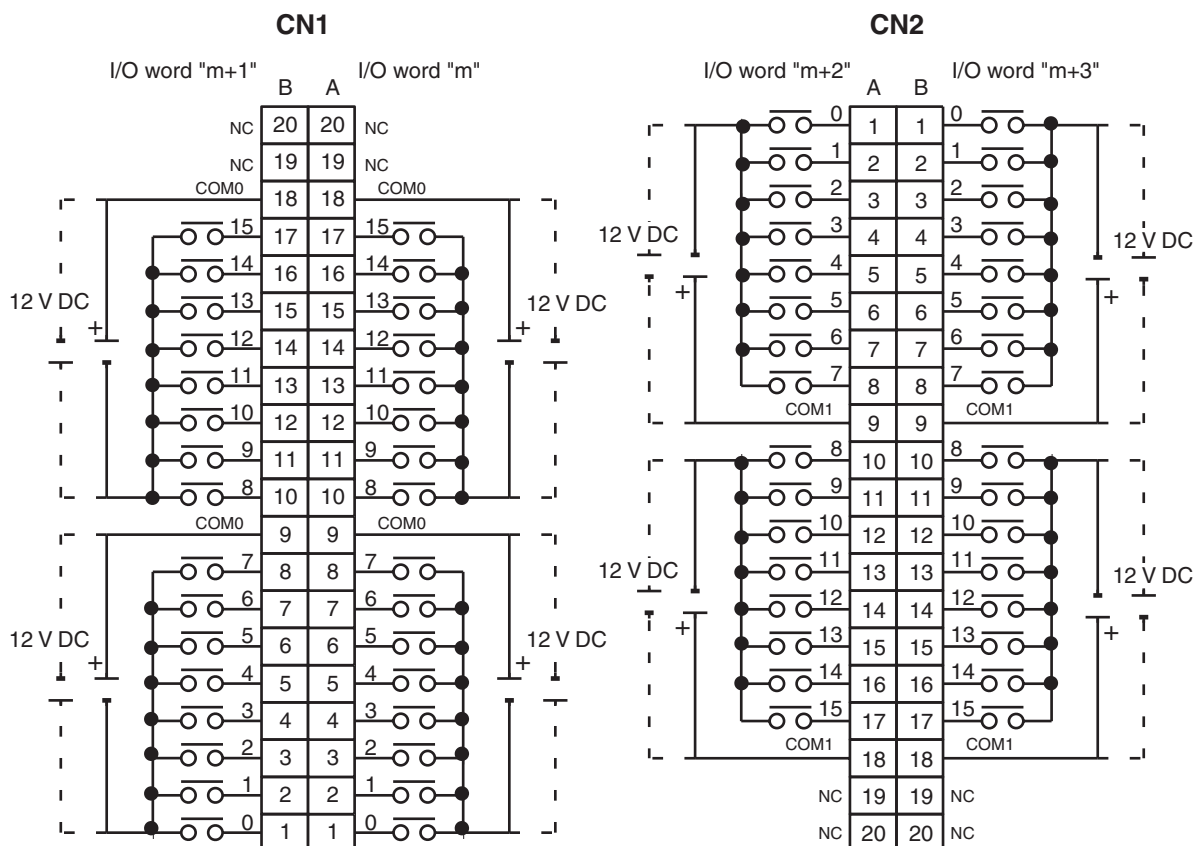 CN1
I/O word "m+1" I/O word "m"
B A
NC 20 20 NC
NC 19 19 NC
COM0 18 18 COM0
15 17 17 15
14 16 16 14
13 15 15 13
12 V DC 12 V DC
+ 12 14 14 + 12
11 13 13 11
10 12 12 10
9 11 11 9
8 10 10 8
COM0 9 9 COM0
7 8 8 7
6 7 7 6
12 V DC 5 6 6 5 12 V DC
+ 4 5 5 4 +
3 4 4 3
2 3 3 2
1 2 2 1
0 1 1 0
CN2
I/O word "m+2" I/O word "m+3"
A B
0 1 1 0
1 2 2 1
2 3 3 2
12 V DC 3 4 4 3 12 V DC
4 5 5 4
+ 5 6 6 5 +
6 7 7 6
7 8 8 7
COM1 9 9 COM1
8 10 10 8
9 11 11 9
10 12 12 10
12 V DC 11 13 13 11 12 V DC
12 14 14 12
+ 13 15 15 13 +
14 16 16 14
15 17 17 15
COM1 18 18 COM1
NC 19 19 NC
NC 20 20 NC